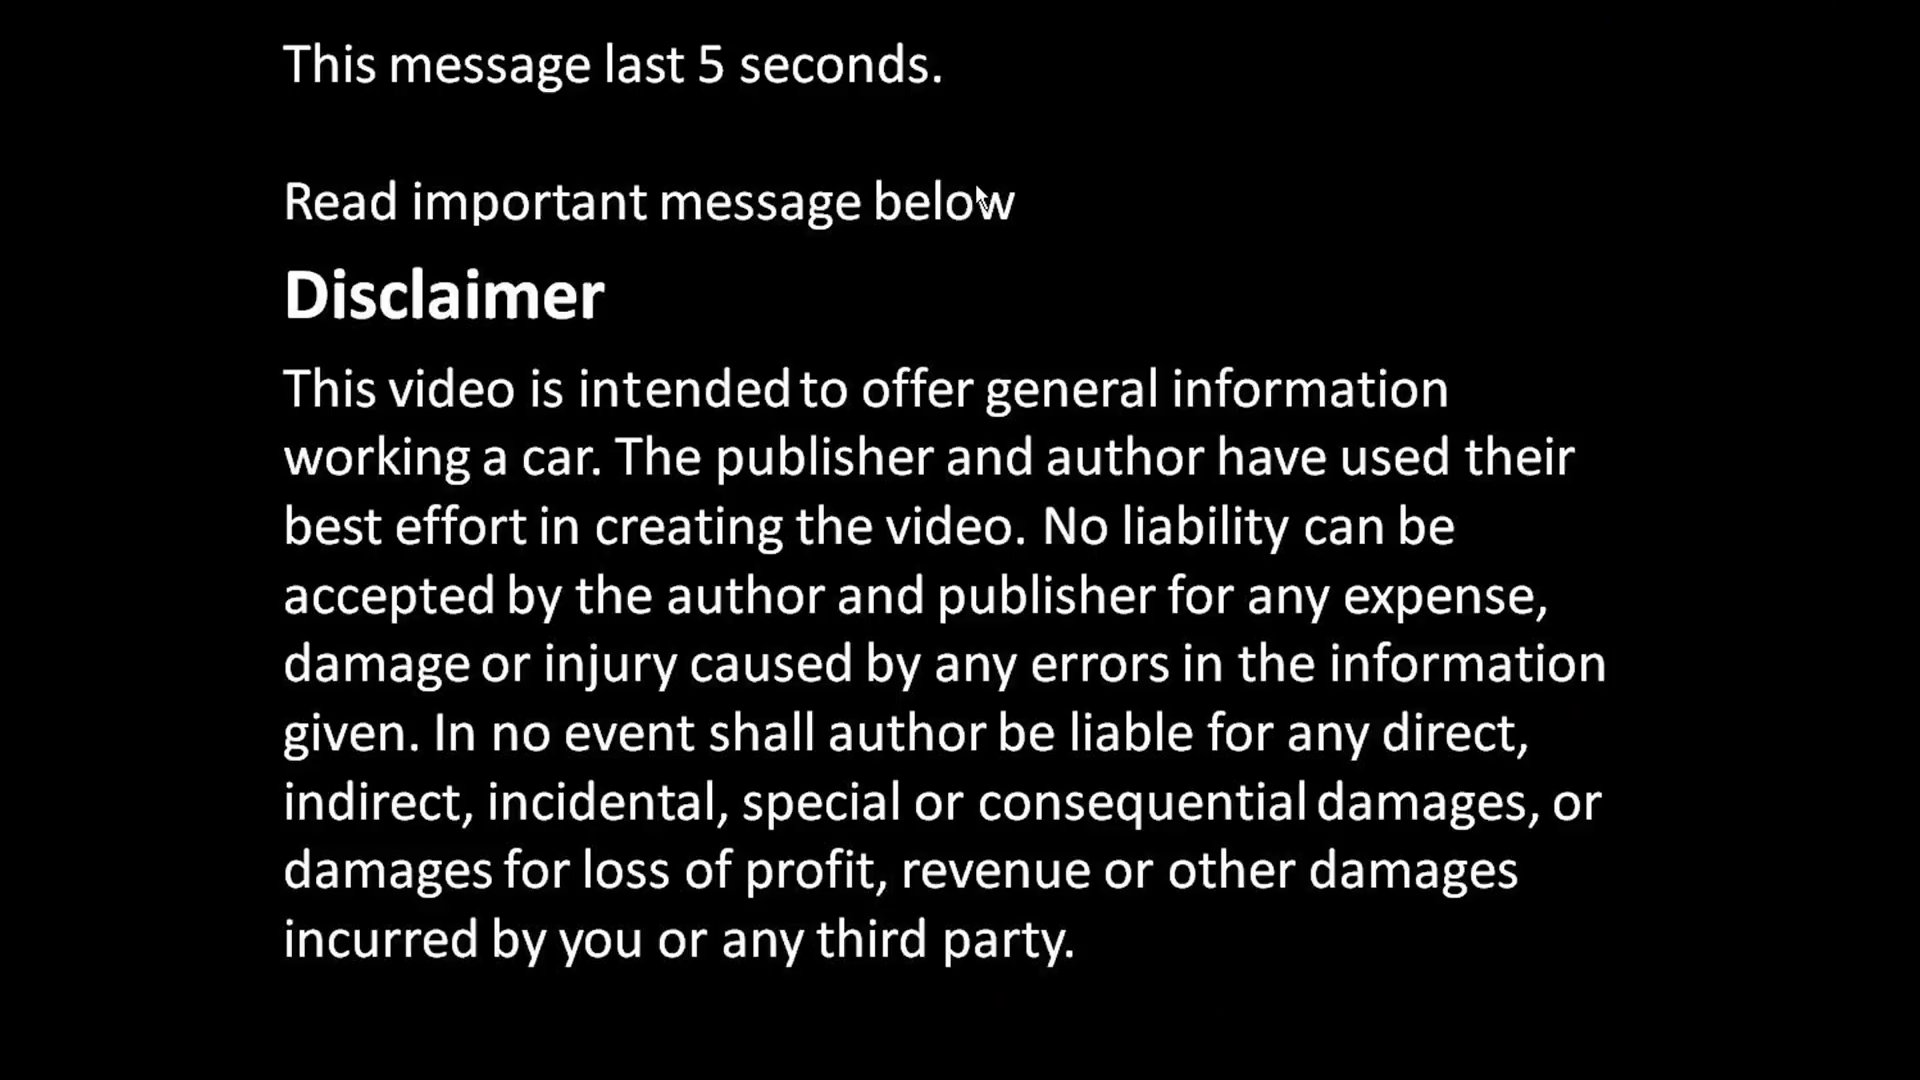 This message last 5 seconds.
Read important message below
Disclaimer
This video is intended to offer general information
working a car. The publisher and author have used their
best effort in creating the video. No liability can be
accepted by the author and publisher for any expense,
damage or injury caused by any errors in the information
given. In no event shall author be liable for any direct,
indirect, incidental, special or consequential damages, or
damages for loss of profit, revenue or other damages
incurred by you or any third party.